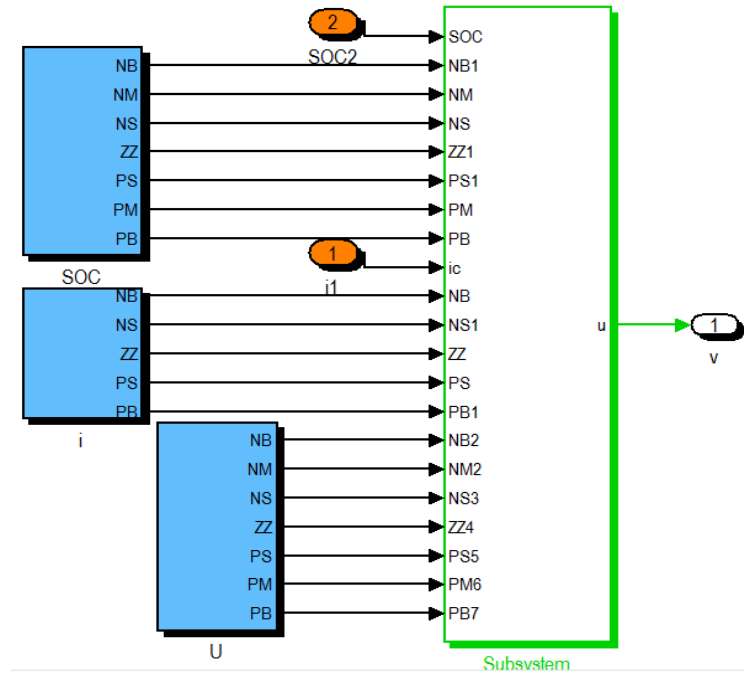 2
SOC2
NB
NM
NS
ZZ
PS
PM
PB
SOC
NB
NS
ZZ
PS
PB
i
NB
NM
NS
ZZ
PS
PM
PB
U
1
i1
SOC
NB1
NM
NS
ZZ1
PS1
PM
PB
ic
NB
NS1
ZZ
PS
PB1
NB2
NM2
NS3
ZZ4
PS5
PM6
PB7
u
Subsystem
1
v